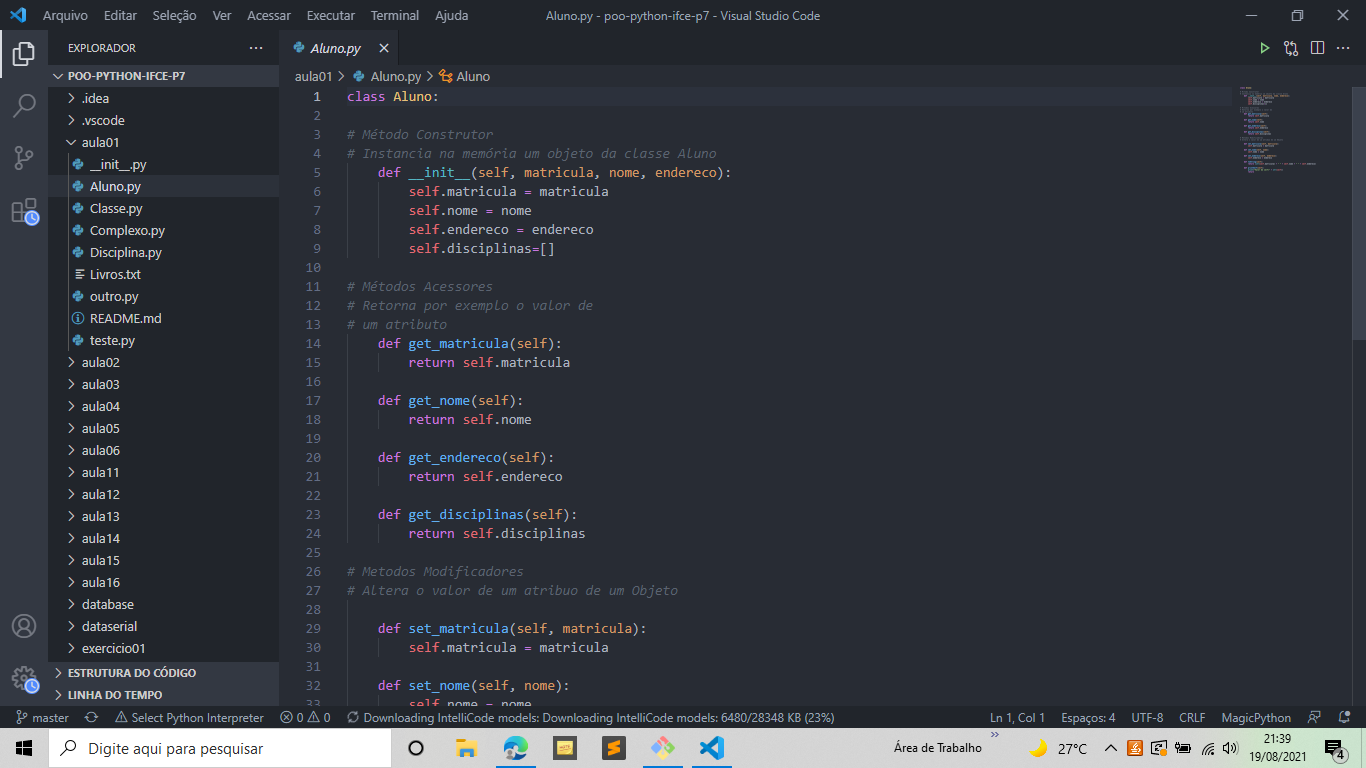 Arquivo Editar Seleção Ver Acessar Executar Terminal Ajuda
Aluno.py - poo-python-ifce-p7 - Visual Studio Code
EXPLORADOR
POO-PYTHON-IFCE-P7
.idea
.vscode
aula01
__init__.py
Aluno.py
Classe.py
Complexo.py
Disciplina.py
Livros.txt
outro.py
README.md
teste.py
aula02
aula03
aula04
aula05
aula06
aula11
aula12
aula13
aula14
aula15
aula16
database
dataserial
exercicio01
ESTRUTURA DO CÓDIGO
LINHA DO TEMPO
Aluno.py
aula01 > Aluno.py > Aluno
1 class Aluno:
2
3 # Método Construtor
4 # Instancia na memória um objeto da classe Aluno
5 def __init__(self, matricula, nome, endereco):
6 self.matricula = matricula
7 self.nome = nome
8 self.endereco = endereco
9 self.disciplinas=[]
10
11 # Métodos Acessores
12 # Retorna por exemplo o valor de
13 # um atributo
14 def get_matricula(self):
15 return self.matricula
16
17 def get_nome(self):
18 return self.nome
19
20 def get_endereco(self):
21 return self.endereco
22
23 def get_disciplinas(self):
24 return self.disciplinas
25
26 # Metodos Modificadores
27 # Altera o valor de um atribuo de um Objeto
28
29 def set_matricula(self, matricula):
30 self.matricula = matricula
31
32 def set_nome(self, nome):
33 self.nome = nome
master Select Python Interpreter 0 0 Downloading IntelliCode models: Downloading IntelliCode models: 6480/28348 KB (23%)
Ln 1, Col 1 Espaços: 4 UTF-8 CRLF MagicPython
Digite aqui para pesquisar
Área de Trabalho
»
27°C
21:39
19/08/2021
4